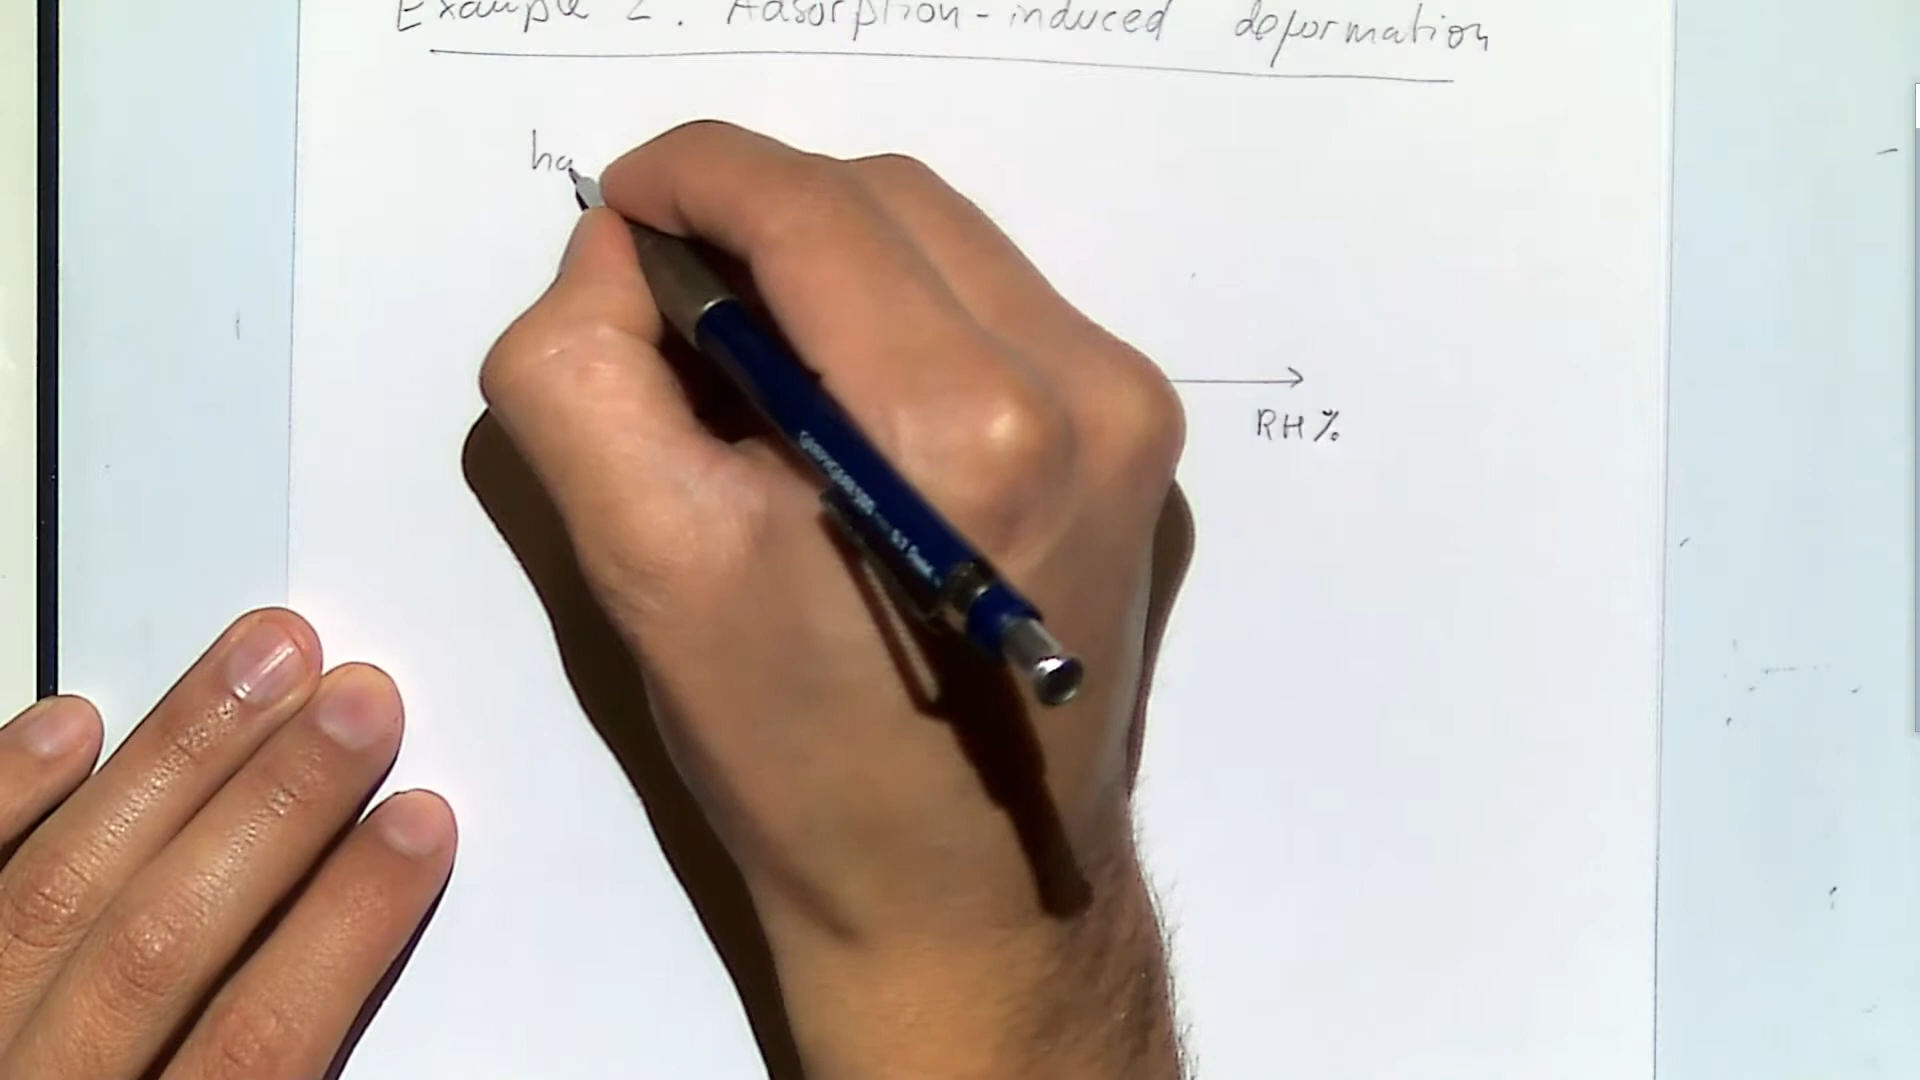 Example 2. Adsorption-induced deformation
ha
RH %